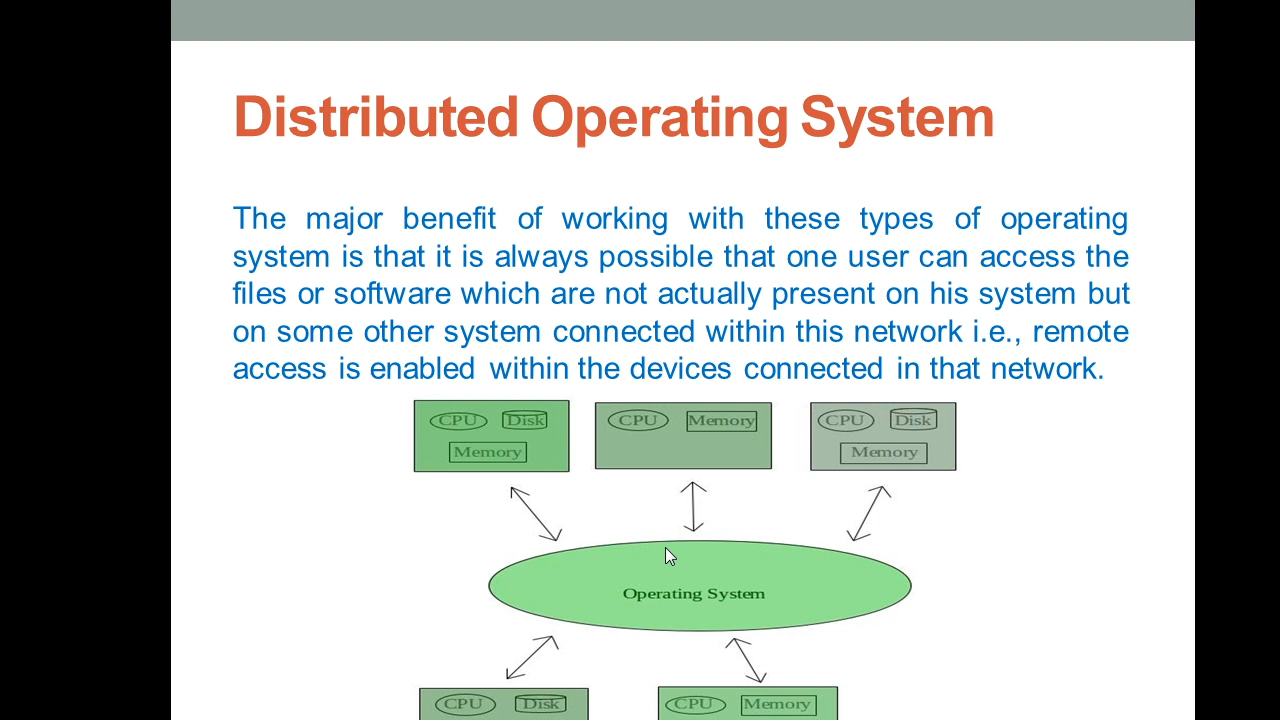 Distributed Operating System
The major benefit of working with these types of operating
system is that it is always possible that one user can access the
files or software which are not actually present on his system but
on some other system connected within this network i.e., remote
access is enabled within the devices connected in that network.
CPU Disk CPU Memory CPU Disk
Memory Memory
Operating System
CPU Disk CPU Memory